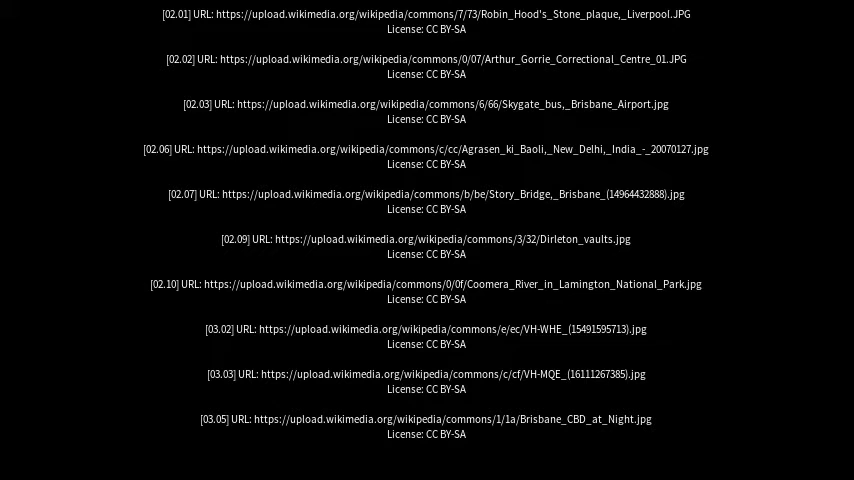 [02.01] URL: https://upload.wikimedia.org/wikipedia/commons/7/73/Robin_Hood's_Stone_plaque,_Liverpool.JPG
License: CC BY-SA
[02.02] URL: https://upload.wikimedia.org/wikipedia/commons/0/07/Arthur_Gorrie_Correctional_Centre_01.JPG
License: CC BY-SA
[02.03] URL: https://upload.wikimedia.org/wikipedia/commons/6/66/Skygate_bus,_Brisbane_Airport.jpg
License: CC BY-SA
[02.06] URL: https://upload.wikimedia.org/wikipedia/commons/c/cc/Agrasen_ki_Baoli,_New_Delhi,_India_-_20070127.jpg
License: CC BY-SA
[02.07] URL: https://upload.wikimedia.org/wikipedia/commons/b/be/Story_Bridge,_Brisbane_(14964432888).jpg
License: CC BY-SA
[02.09] URL: https://upload.wikimedia.org/wikipedia/commons/3/32/Dirleton_vaults.jpg
License: CC BY-SA
[02.10] URL: https://upload.wikimedia.org/wikipedia/commons/0/0f/Coomera_River_in_Lamington_National_Park.jpg
License: CC BY-SA
[03.02] URL: https://upload.wikimedia.org/wikipedia/commons/e/ec/VH-WHE_(15491595713).jpg
License: CC BY-SA
[03.03] URL: https://upload.wikimedia.org/wikipedia/commons/c/cf/VH-MQE_(16111267385).jpg
License: CC BY-SA
[03.05] URL: https://upload.wikimedia.org/wikipedia/commons/1/1a/Brisbane_CBD_at_Night.jpg
License: CC BY-SA